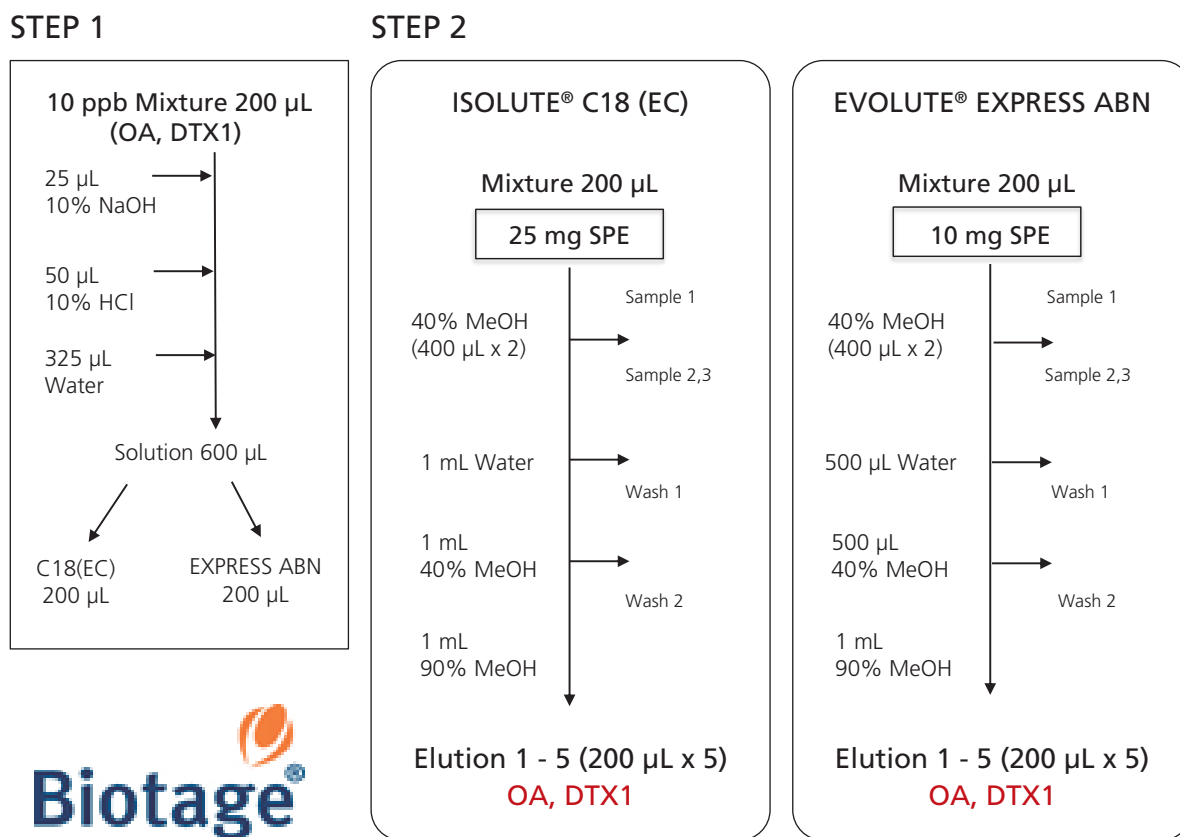 STEP 1
10 ppb Mixture 200 µL
(OA, DTX1)
25 µL
10% NaOH
50 µL
10% HCl
325 µL
Water
Solution 600 µL
C18(EC)
200 µL
EXPRESS ABN
200 µL
Biotage®
STEP 2
ISOLUTE® C18 (EC)
Mixture 200 µL
25 mg SPE
Sample 1
40% MeOH
(400 µL x 2)
Sample 2,3
1 mL Water
Wash 1
1 mL
40% MeOH
Wash 2
1 mL
90% MeOH
Elution 1 - 5 (200 µL x 5)
OA, DTX1
EVOLUTE® EXPRESS ABN
Mixture 200 µL
10 mg SPE
Sample 1
40% MeOH
(400 µL x 2)
Sample 2,3
500 µL Water
Wash 1
500 µL
40% MeOH
Wash 2
1 mL
90% MeOH
Elution 1 - 5 (200 µL x 5)
OA, DTX1